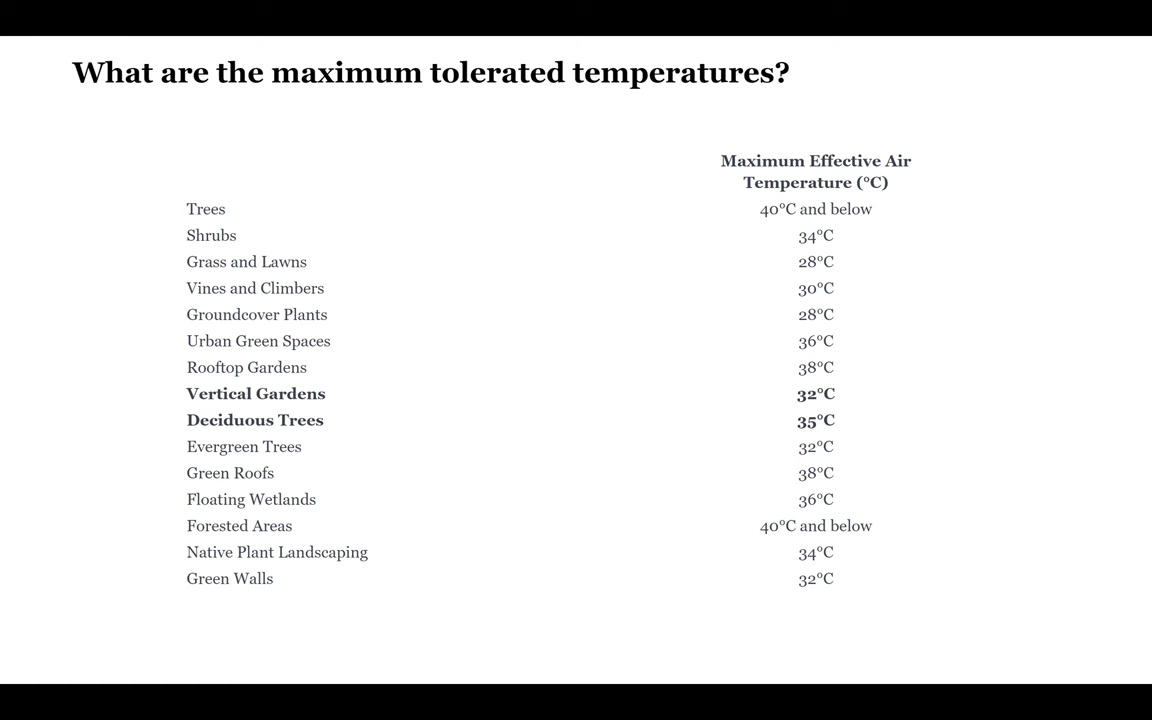 What are the maximum tolerated temperatures?
Maximum Effective Air
Temperature (°C)
Trees 40°C and below
Shrubs 34°C
Grass and Lawns 28°C
Vines and Climbers 30°C
Groundcover Plants 28°C
Urban Green Spaces 36°C
Rooftop Gardens 38°C
Vertical Gardens 32°C
Deciduous Trees 35°C
Evergreen Trees 32°C
Green Roofs 38°C
Floating Wetlands 36°C
Forested Areas 40°C and below
Native Plant Landscaping 34°C
Green Walls 32°C